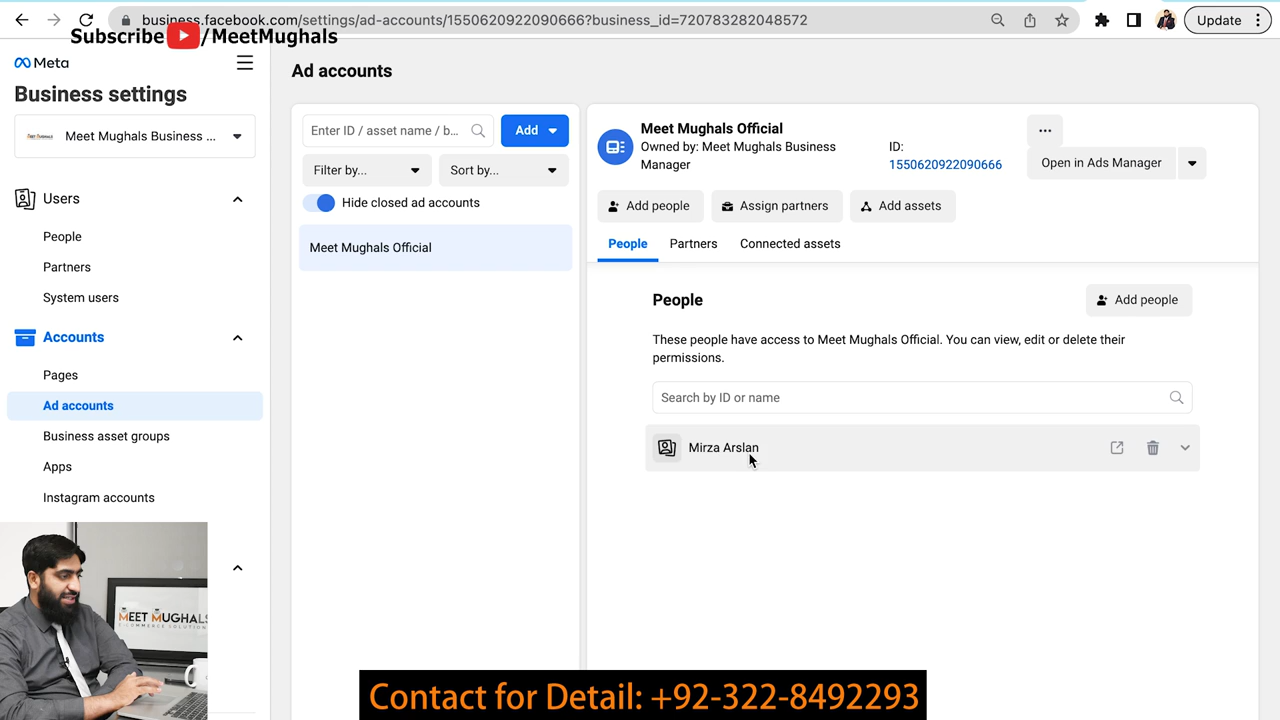 business.facebook.com/settings/ad-accounts/1550620922090666?business_id=720783282048572
Update
Subscribe /MeetMughals
Meta
Business settings
Meet Mughals Business ...
Users
People
Partners
System users
Accounts
Pages
Ad accounts
Business asset groups
Apps
Instagram accounts
Ad accounts
Enter ID / asset name / b...
Add
Filter by...
Sort by...
Hide closed ad accounts
Meet Mughals Official
Meet Mughals Official
Owned by: Meet Mughals Business
Manager
ID:
1550620922090666
...
Open in Ads Manager
Add people
Assign partners
Add assets
People
Partners
Connected assets
People
Add people
These people have access to Meet Mughals Official. You can view, edit or delete their
permissions.
Search by ID or name
Mirza Arslan
MEET MUGHALS
Contact for Detail: +92-322-8492293